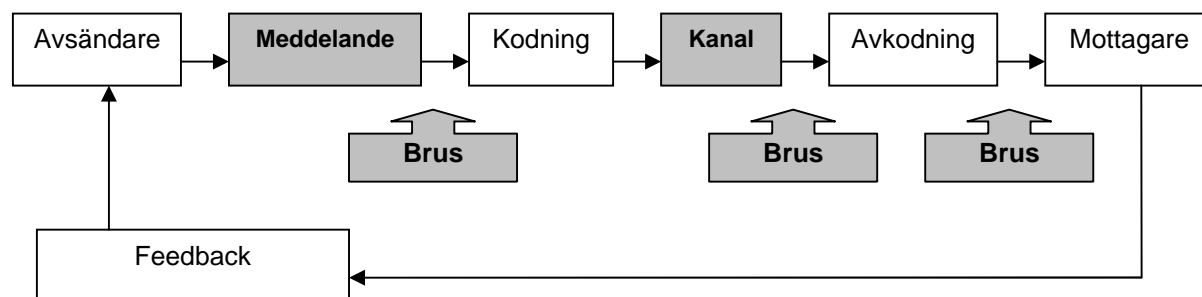 Avsändare
Meddelande
Kodning
Kanal
Avkodning
Mottagare
Brus
Brus
Brus
Feedback